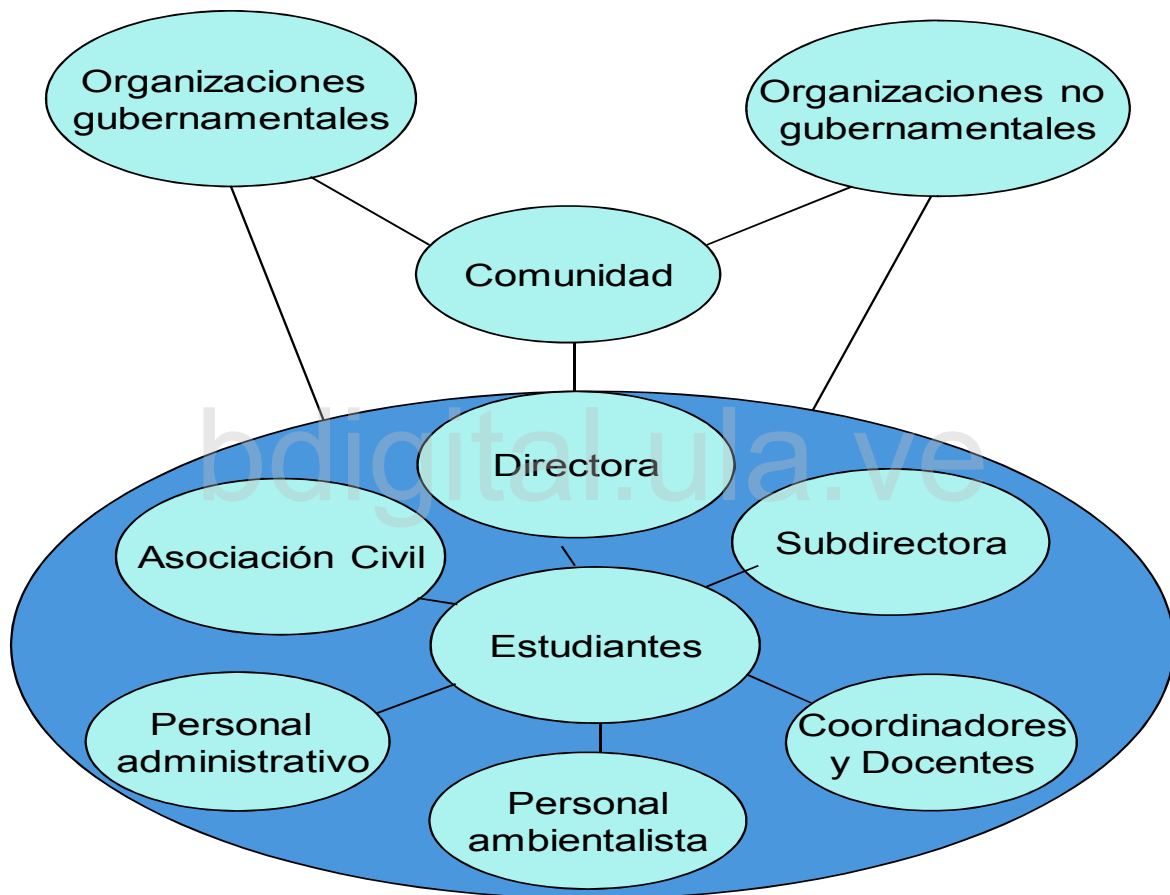 Organizaciones
gubernamentales
Organizaciones no
gubernamentales
Comunidad
bdigital.ula.ve
Directora
Asociación Civil
Subdirectora
Estudiantes
Personal
administrativo
Coordinadores
y Docentes
Personal
ambientalista